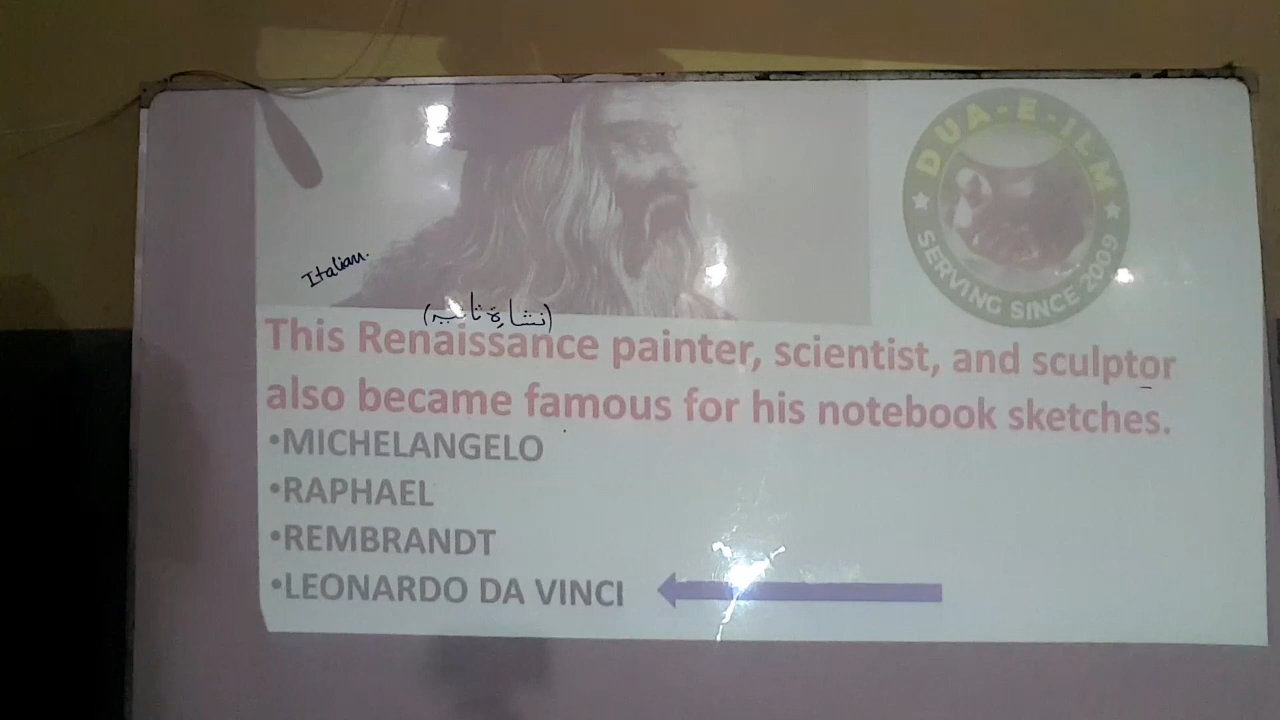 DUA-E-ILM
SERVING SINCE 2009
Italian.
(نشاۃِ ثانیہ)
This Renaissance painter, scientist, and sculptor
also became famous for his notebook sketches.
•MICHELANGELO
•RAPHAEL
•REMBRANDT
•LEONARDO DA VINCI